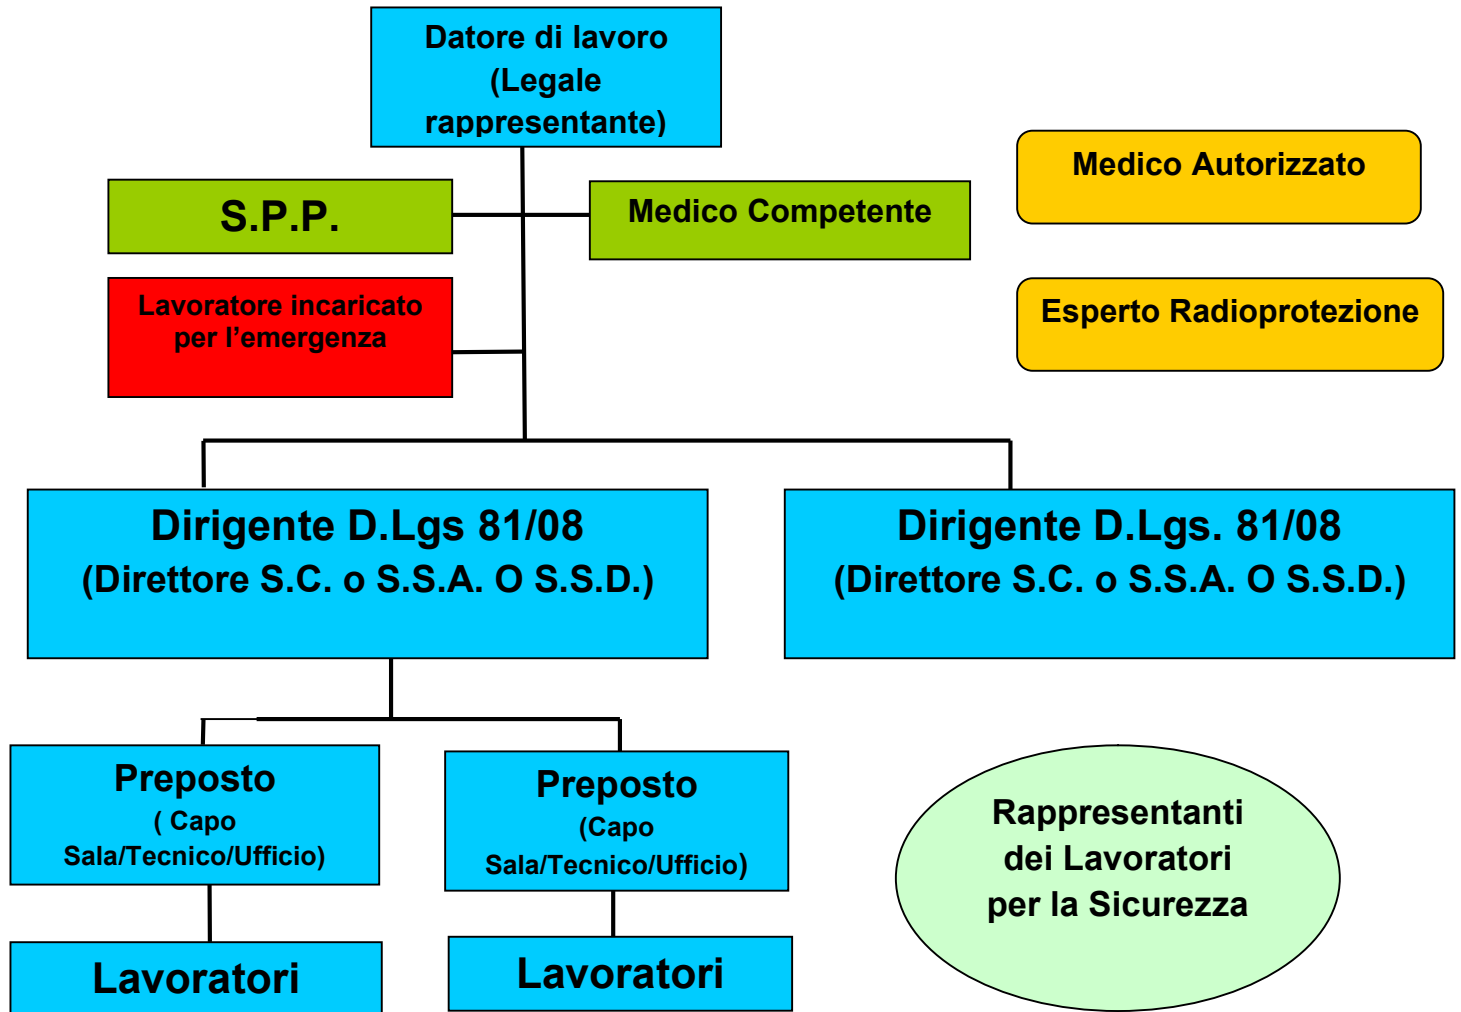 Datore di lavoro
(Legale
rappresentante)
Medico Autorizzato
S.P.P.
Medico Competente
Lavoratore incaricato
per l’emergenza
Esperto Radioprotezione
Dirigente D.Lgs 81/08
(Direttore S.C. o S.S.A. O S.S.D.)
Dirigente D.Lgs. 81/08
(Direttore S.C. o S.S.A. O S.S.D.)
Preposto
( Capo
Sala/Tecnico/Ufficio)
Preposto
(Capo
Sala/Tecnico/Ufficio)
Rappresentanti
dei Lavoratori
per la Sicurezza
Lavoratori
Lavoratori